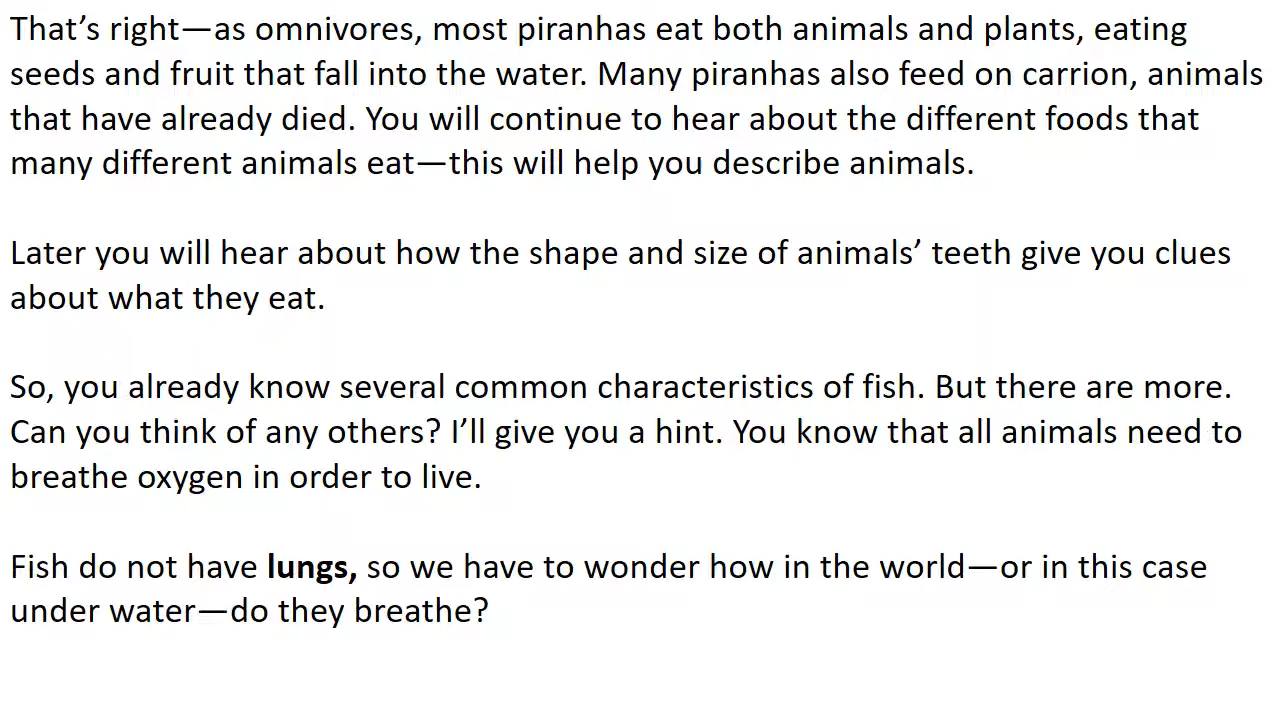 That’s right—as omnivores, most piranhas eat both animals and plants, eating
seeds and fruit that fall into the water. Many piranhas also feed on carrion, animals
that have already died. You will continue to hear about the different foods that
many different animals eat—this will help you describe animals.
Later you will hear about how the shape and size of animals’ teeth give you clues
about what they eat.
So, you already know several common characteristics of fish. But there are more.
Can you think of any others? I’ll give you a hint. You know that all animals need to
breathe oxygen in order to live.
Fish do not have lungs, so we have to wonder how in the world—or in this case
under water—do they breathe?